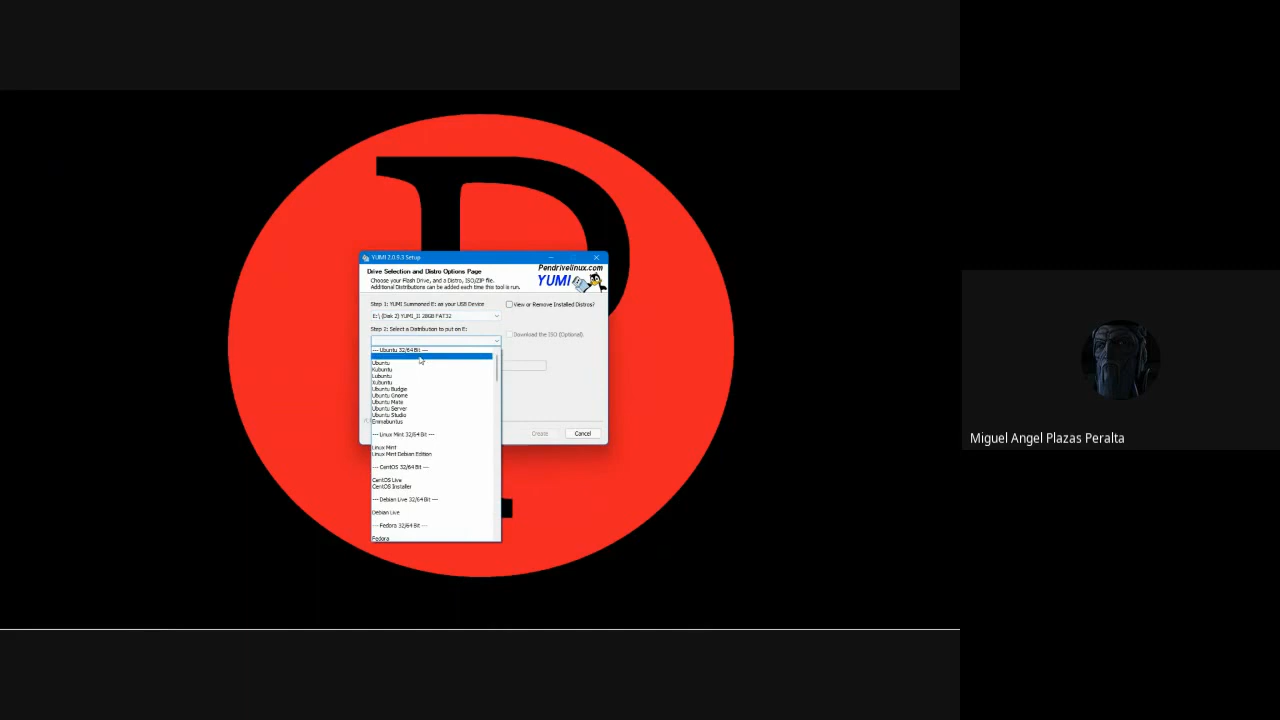 YUMI 2.0.9.3 Setup
Drive Selection and Distro Options Page
Choose your Flash Drive, and a Distro, ISO/ZIP file.
Additional Distributions can be added each time this tool is run.
Pendrivelinux.com
YUMI
Step 1: YUMI Summoned E: as your USB Device
View or Remove Installed Distros?
E:\ (Disk 2) YUMI_II 28GB FAT32
Step 2: Select a Distribution to put on E:
Download the ISO (Optional).
--- Ubuntu 32/64 Bit ---
Ubuntu
Kubuntu
Lubuntu
Xubuntu
Ubuntu Budgie
Ubuntu Gnome
Ubuntu Mate
Ubuntu Server
Ubuntu Studio
Emmabuntus
--- Linux Mint 32/64 Bit ---
Linux Mint
Linux Mint Debian Edition
--- CentOS 32/64 Bit ---
CentOS Live
CentOS Installer
--- Debian Live 32/64 Bit ---
Debian Live
--- Fedora 32/64 Bit ---
Fedora
Create
Cancel
Miguel Angel Plazas Peralta